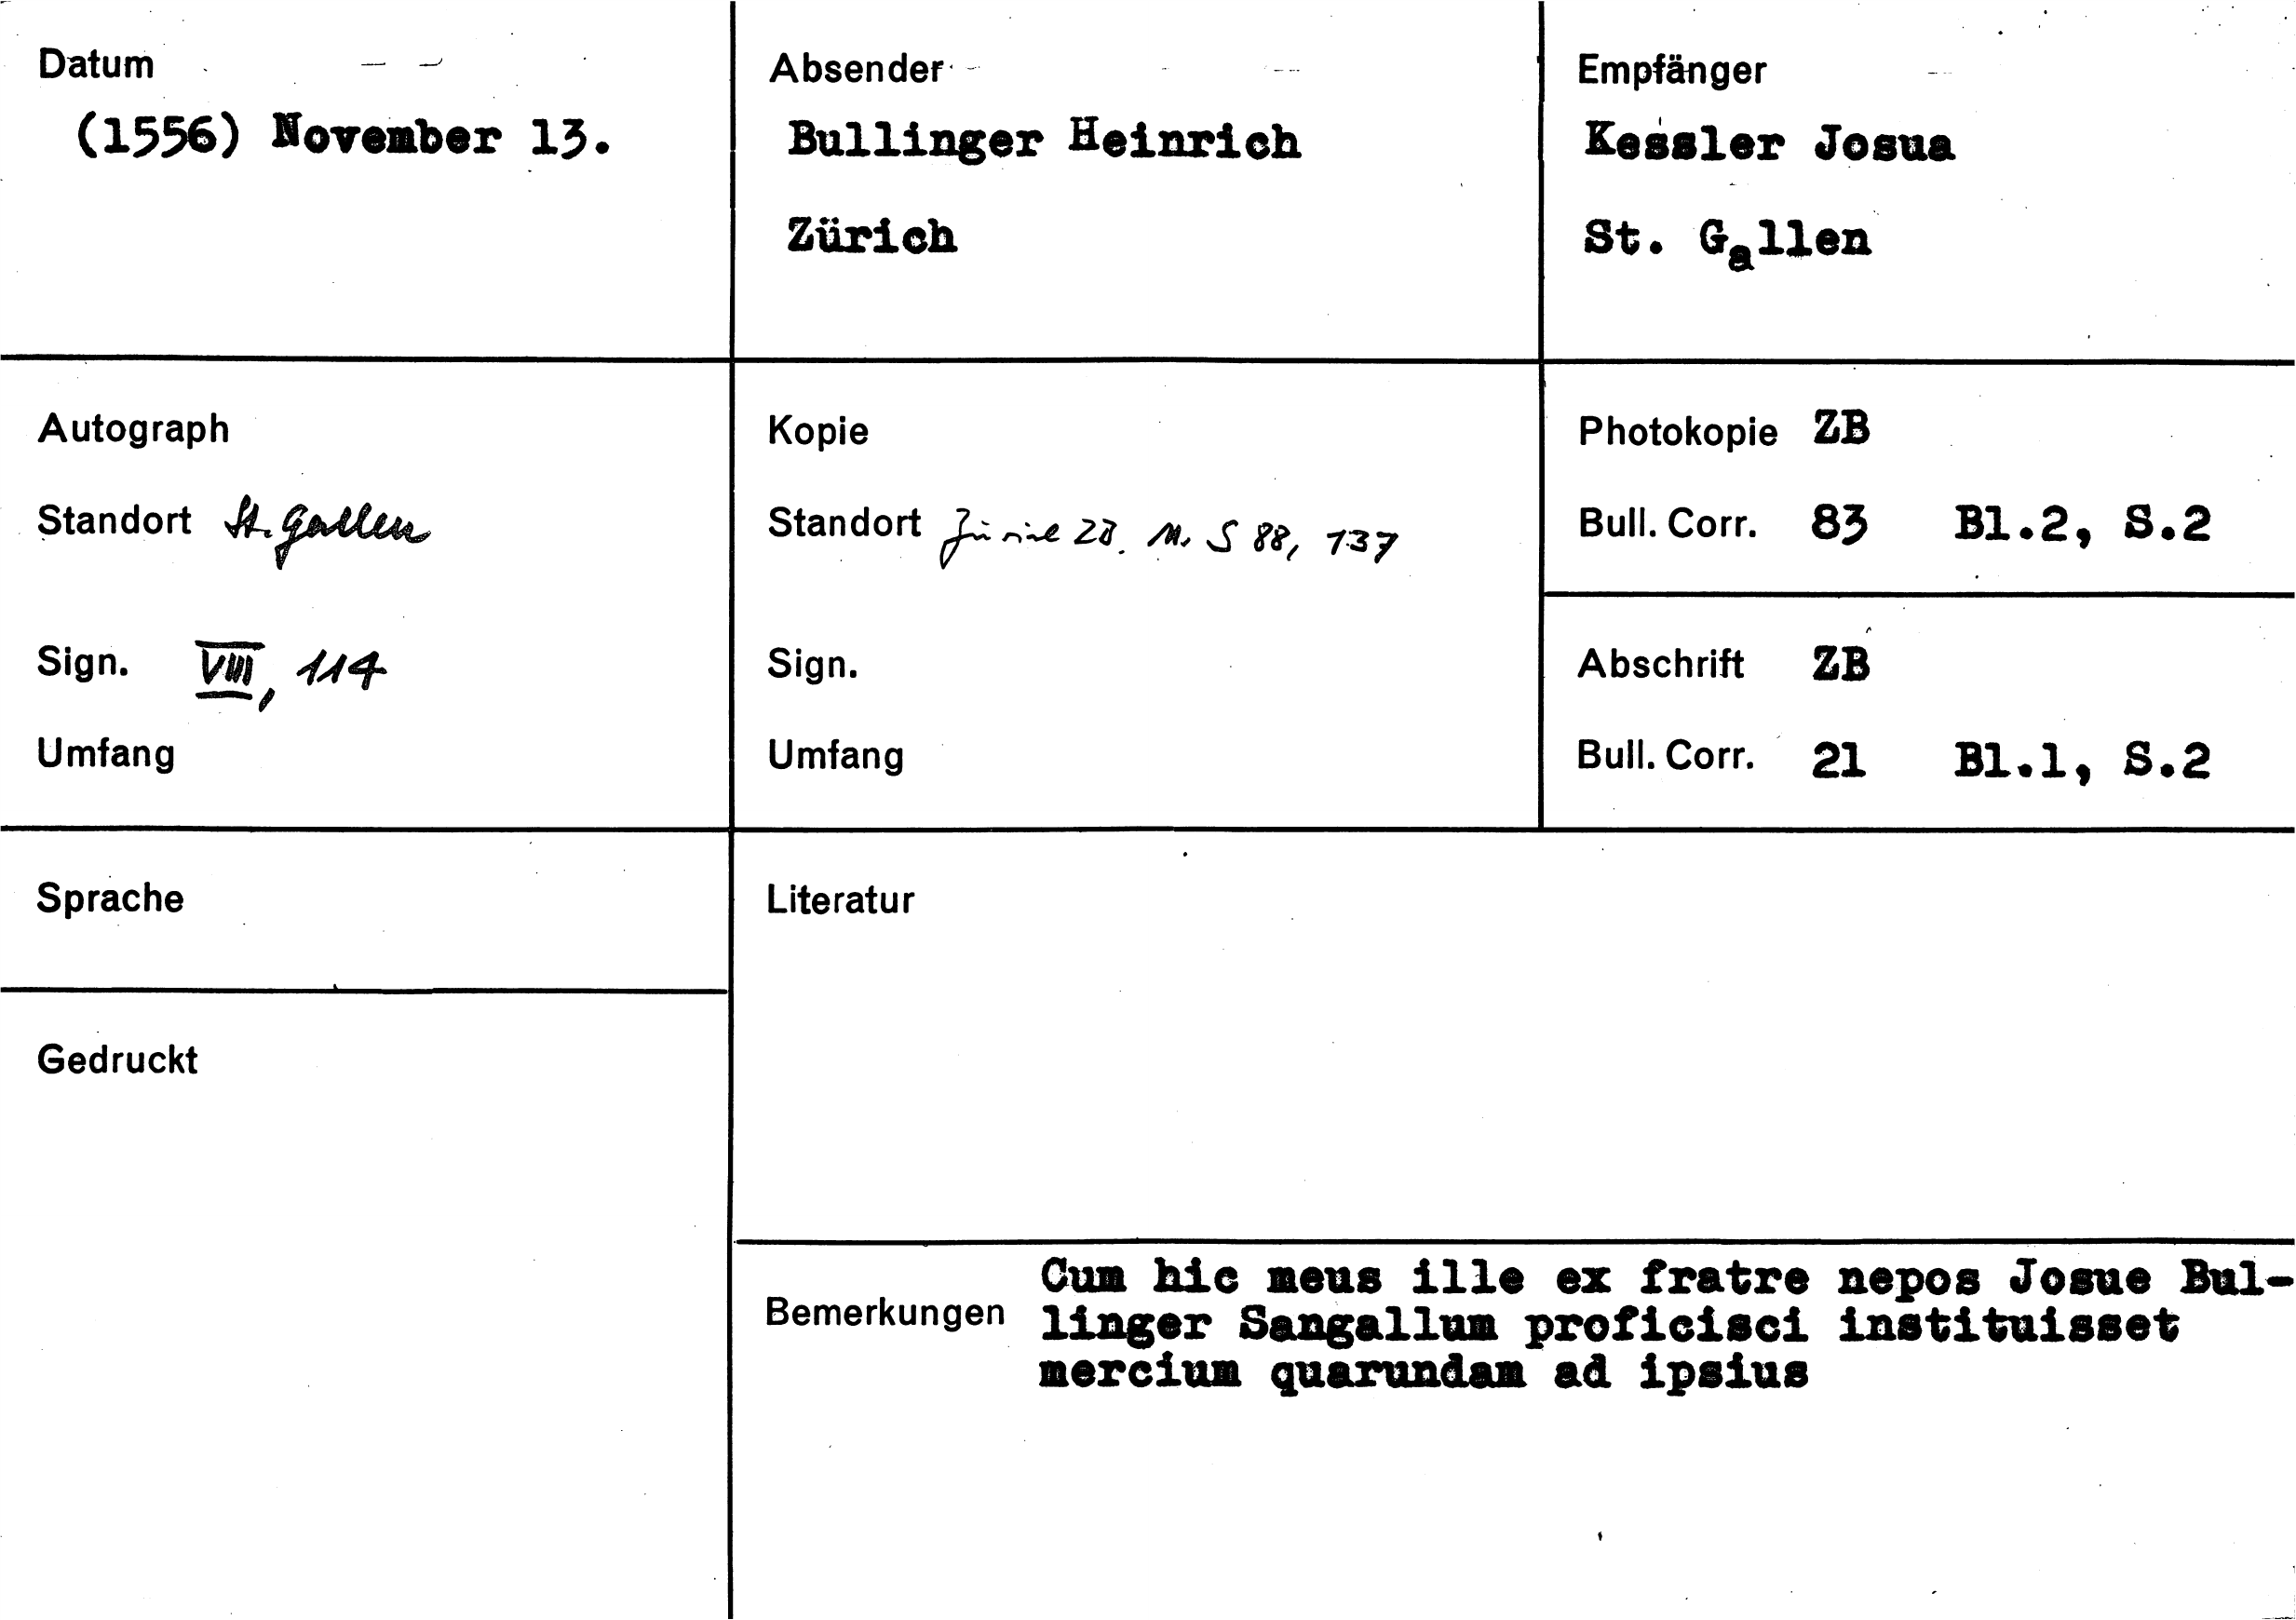 Datum
(1556) November 13.
Absender
Bullinger Heinrich
Zürich
Empfänger
Kessler Josua
St. Gallen
Autograph
Standort St. Gallen
Sign. VIII, 114
Umfang
Kopie
Standort Zürich ZB. Ms S 88, 137
Sign.
Umfang
Photokopie ZB
Bull. Corr. 83 Bl.2, S.2
Abschrift ZB
Bull. Corr. 21 Bl.1, S.2
Sprache
Literatur
Gedruckt
Bemerkungen
Cum hic meus ille ex fratre nepos Josue Bul-
linger Sangallum proficisci instituisset
mercium quarundam ad ipsius